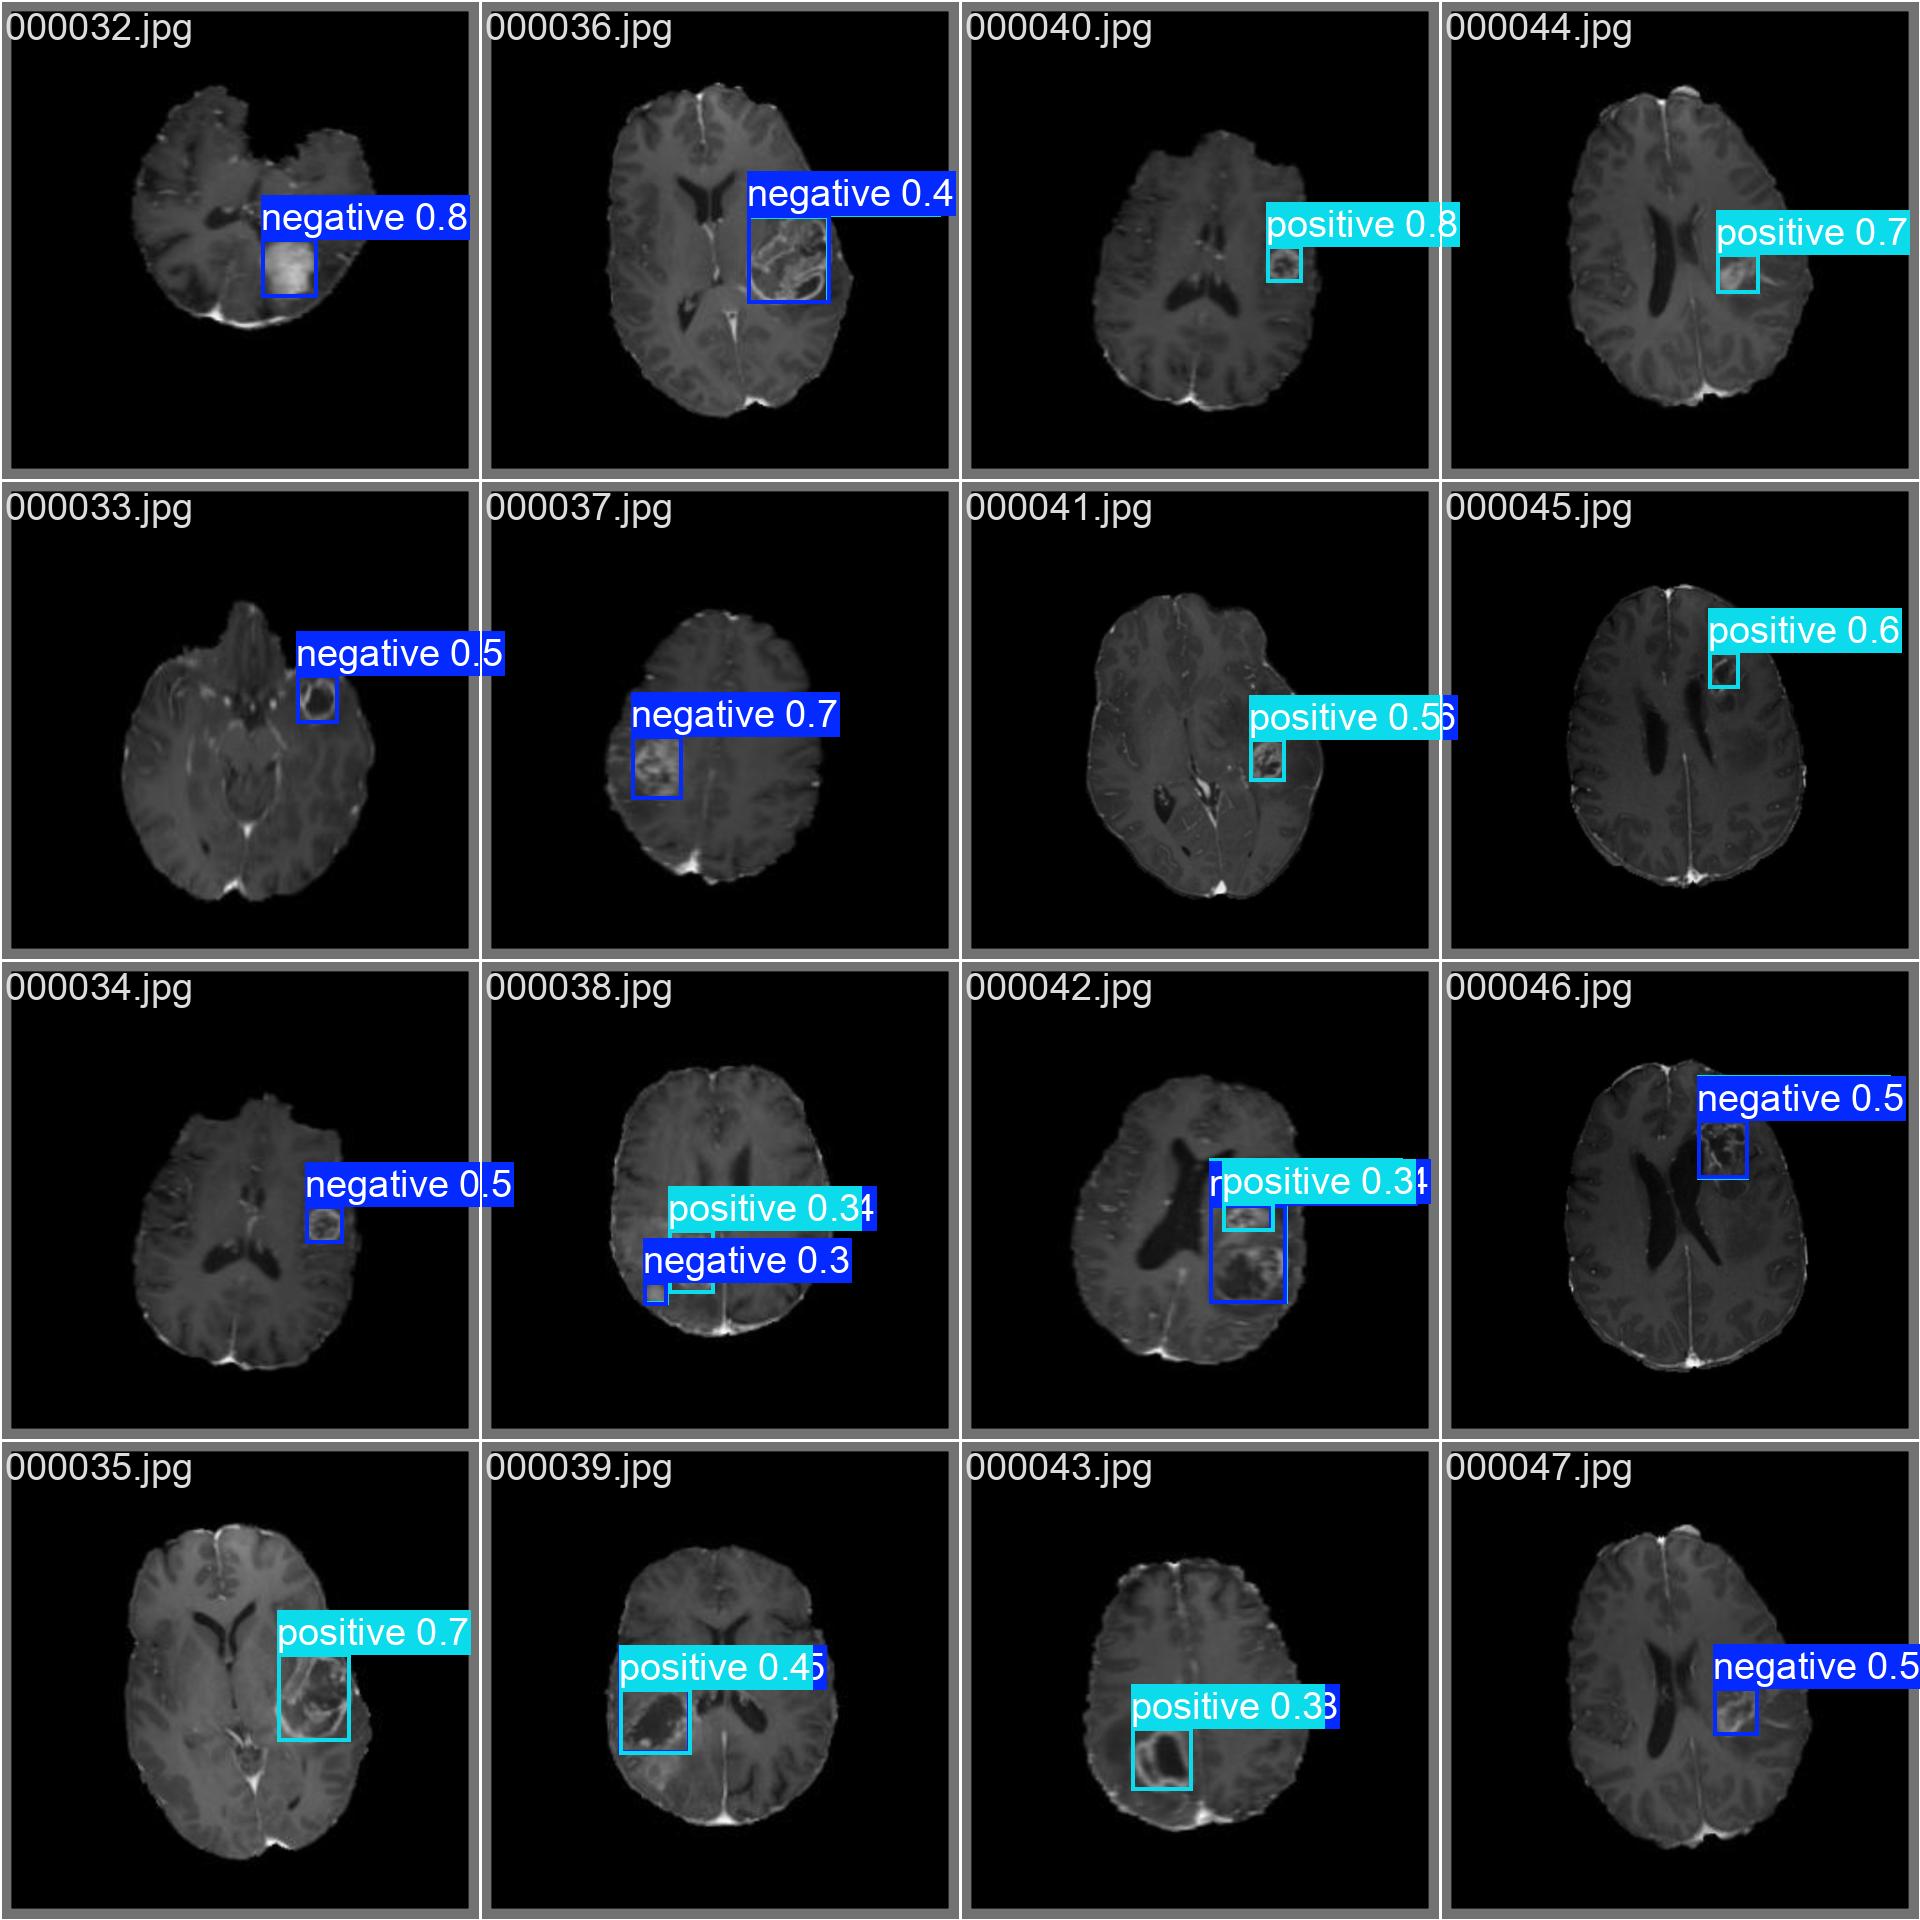 000032.jpg
000036.jpg
000040.jpg
000044.jpg
negative 0.8
negative 0.4
positive 0.8
positive 0.7
000033.jpg
000037.jpg
000041.jpg
000045.jpg
negative 0.5
negative 0.7
positive 0.5
positive 0.6
000034.jpg
000038.jpg
000042.jpg
000046.jpg
negative 0.5
positive 0.3
negative 0.3
positive 0.3
negative 0.5
000035.jpg
000039.jpg
000043.jpg
000047.jpg
positive 0.7
positive 0.4
positive 0.3
negative 0.5